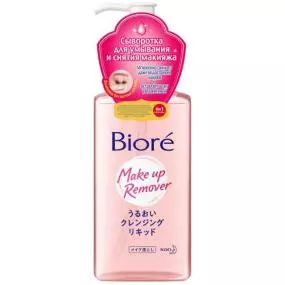 Сыворотка
для умывания
и снятия макияжа
№1
Bioré
Make up
Remover
うるおい
クレンジング
リキッド
メイク落とし
KAO